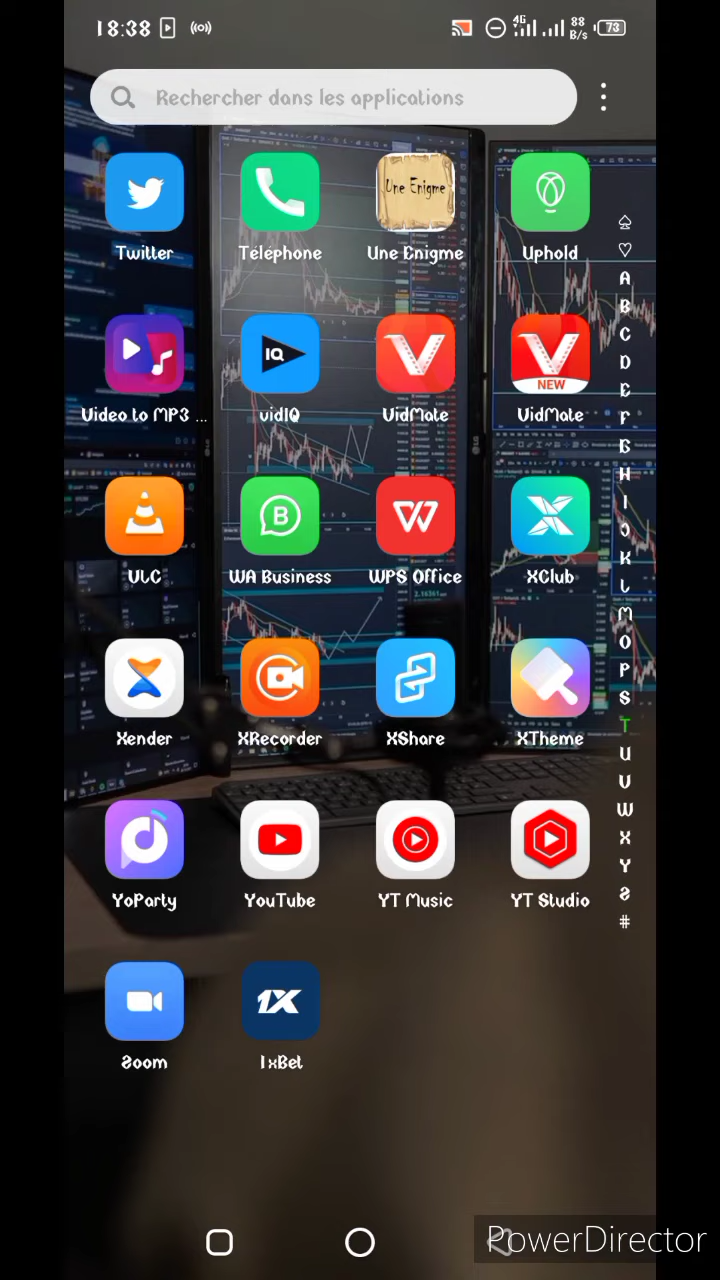 18:38 4G 88 B/s 73
Rechercher dans les applications
Une Enigme
Twitter Téléphone Une Enigme Uphold
IQ NEW
Video to MP3 ... vidIQ VidMate VidMate
B
VLC WA Business WPS Office XClub
Xender XRecorder XShare XTheme
YoParty YouTube YT Music YT Studio
1X
Zoom 1xBet
A
B
C
D
E
F
G
H
I
J
K
L
M
O
P
S
T
U
V
W
X
Y
Z
#
PowerDirector